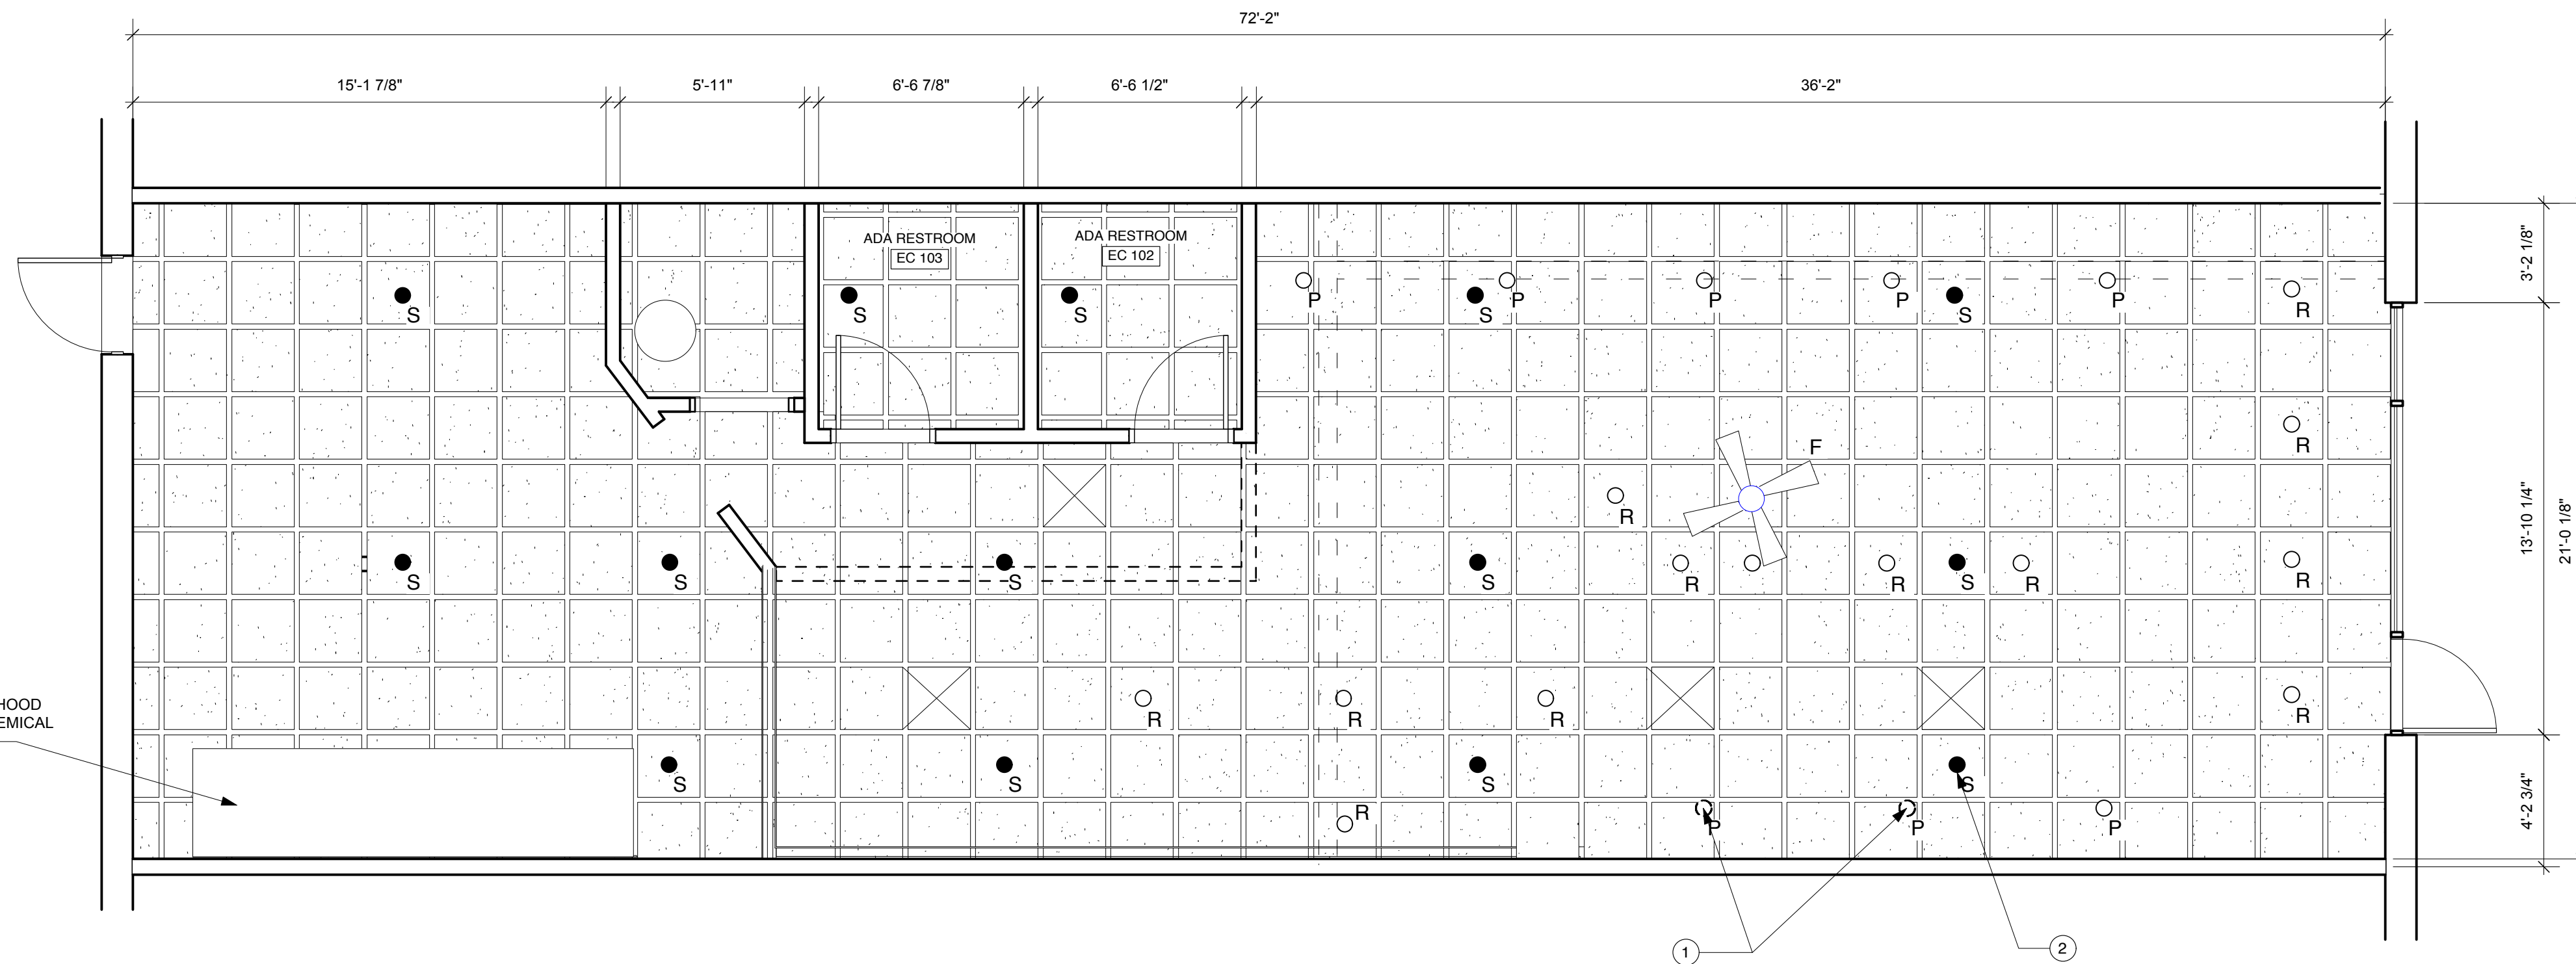 72'-2"
15'-1 7/8"
5'-11"
6'-6 7/8"
6'-6 1/2"
36'-2"
ADA RESTROOM
EC 103
ADA RESTROOM
EC 102
3'-2 1/8"
S
S
S
P
S
P
P
P
S
P
R
F
R
R
13'-10 1/4"
21'-0 1/8"
S
S
S
S
R
R
S
R
R
HOOD
EMICAL
R
R
R
R
S
S
S
S
4'-2 3/4"
R
P
P
P
1
2